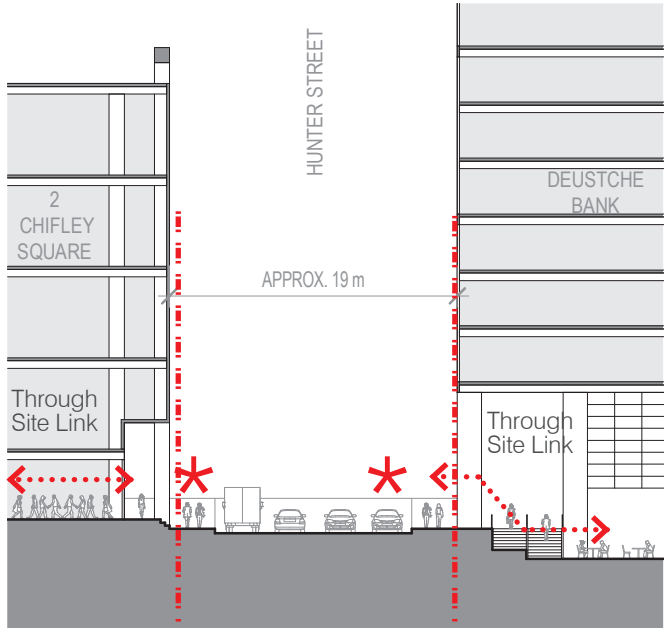 HUNTER STREET
2
CHIFLEY
SQUARE
DEUSTCHE
BANK
APPROX. 19 m
Through
Site Link
Through
Site Link